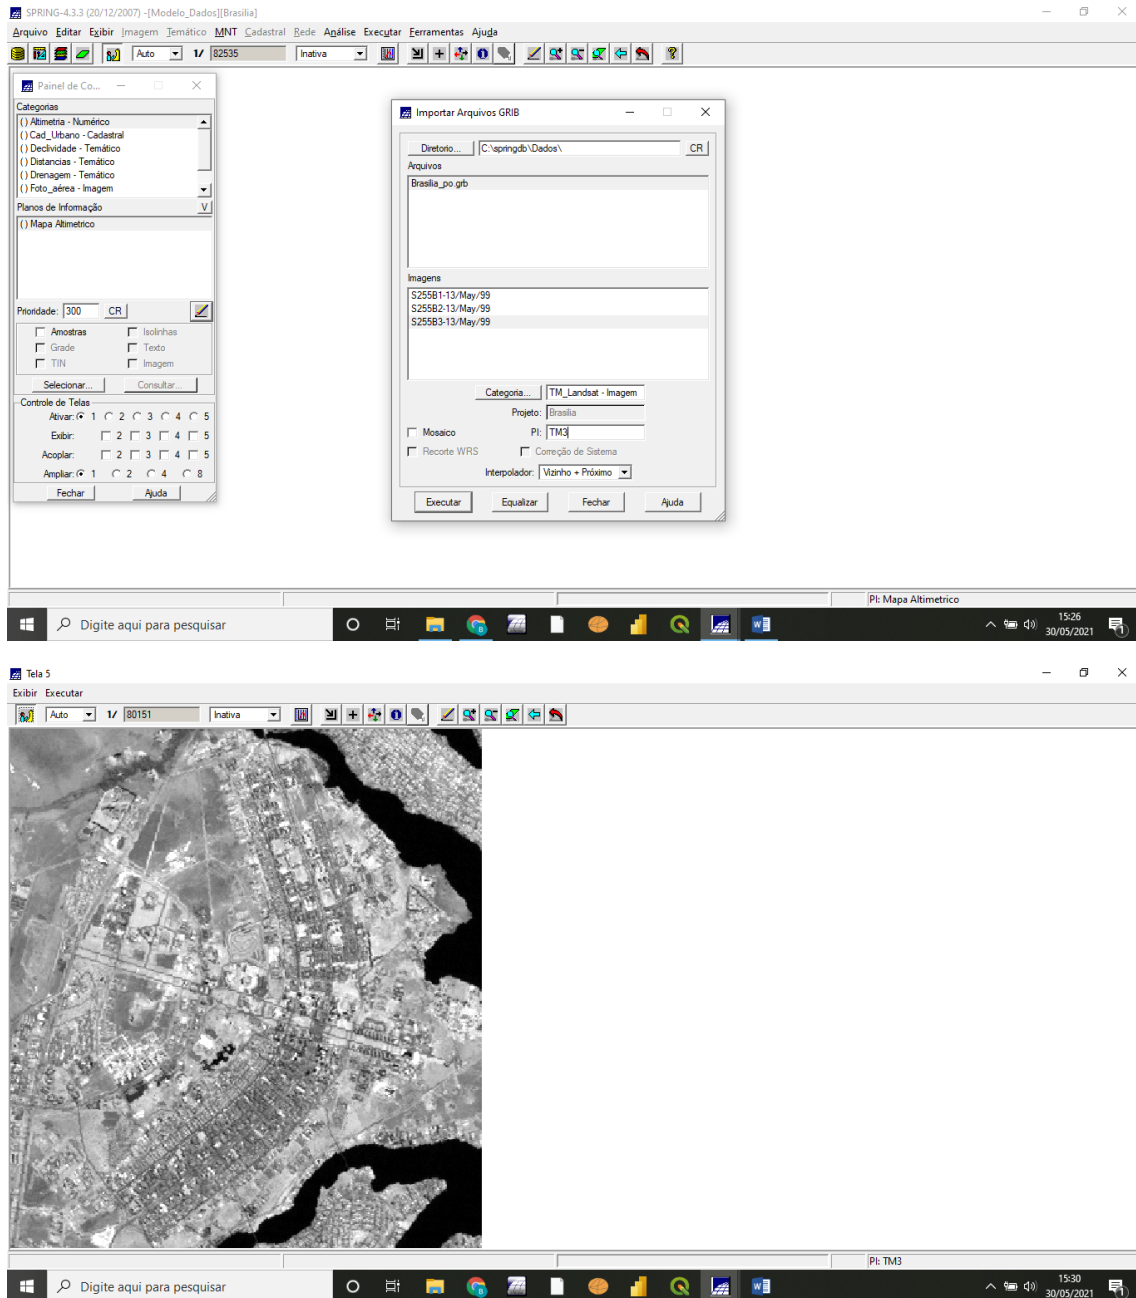 SPRING-4.3.3 (20/12/2007) -[Modelo_Dados][Brasilia]
Arquivo Editar Exibir Imagem Temático MNT Cadastral Rede Análise Executar Ferramentas Ajuda
Auto 1/ 82535 Inativa
Painel de Co...
Categorias
( ) Altimetria - Numérico
( ) Cad_Urbano - Cadastral
( ) Declividade - Temático
( ) Distancias - Temático
( ) Drenagem - Temático
( ) Foto_aérea - Imagem
Planos de Informação V
( ) Mapa Altimetrico
Prioridade: 300 CR
Amostras Isolinhas
Grade Texto
TIN Imagem
Selecionar... Consultar...
Controle de Telas
Ativar: 1 2 3 4 5
Exibir: 2 3 4 5
Acoplar: 2 3 4 5
Ampliar: 1 2 4 8
Fechar Ajuda
Importar Arquivos GRIB
Diretorio... C:\springdb\Dados\ CR
Arquivos
Brasilia_po.grb
Imagens
S255B1-13/May/99
S255B2-13/May/99
S255B3-13/May/99
Categoria... TM_Landsat - Imagem
Projeto: Brasilia
Mosaico PI: TM3
Recorte WRS Correção de Sistema
Interpolador: Vizinho + Próximo
Executar Equalizar Fechar Ajuda
PI: Mapa Altimetrico
Digite aqui para pesquisar
15:26
30/05/2021
Tela 5
Exibir Executar
Auto 1/ 80151 Inativa
PI: TM3
Digite aqui para pesquisar
15:30
30/05/2021